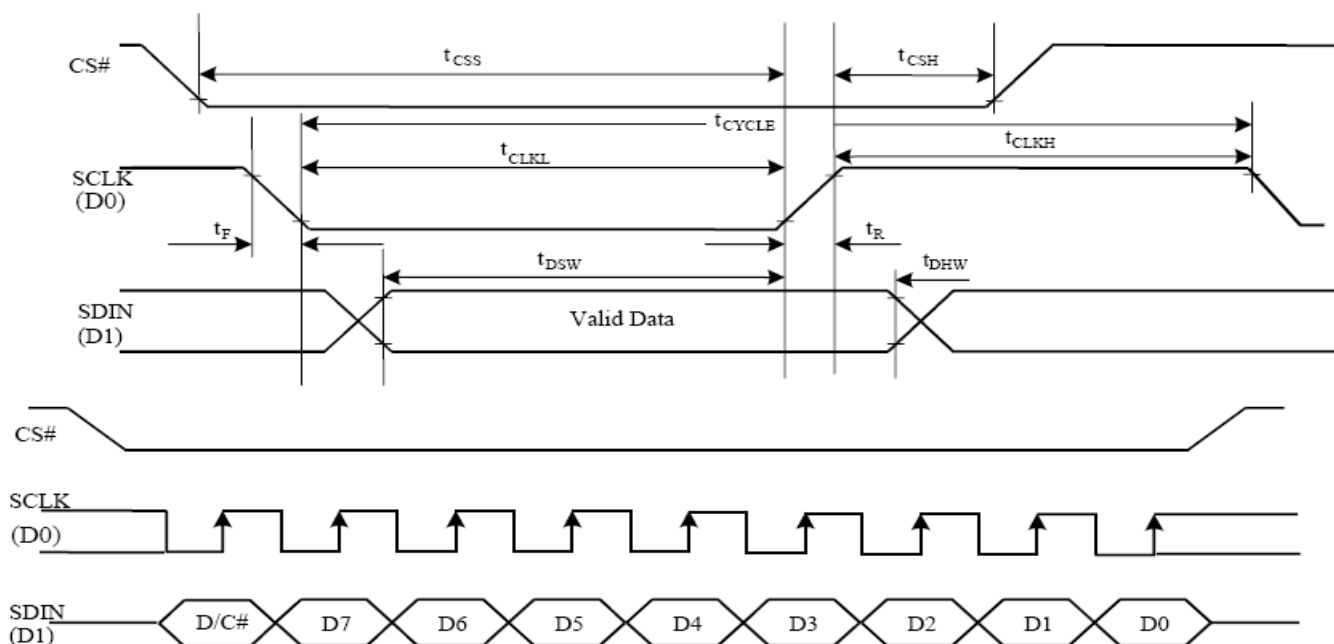 CS#
tCSS
tCSH
tCYCLE
tCLKL
tCLKH
SCLK
(D0)
tF
tR
tDSW
tDHW
SDIN
(D1)
Valid Data
CS#
SCLK
(D0)
SDIN
(D1)
D/C# D7 D6 D5 D4 D3 D2 D1 D0